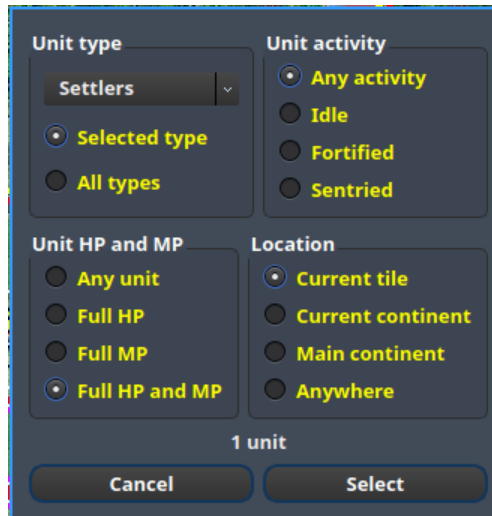 Unit type
Settlers
Selected type
All types
Unit activity
Any activity
Idle
Fortified
Sentried
Unit HP and MP
Any unit
Full HP
Full MP
Full HP and MP
Location
Current tile
Current continent
Main continent
Anywhere
1 unit
Cancel
Select